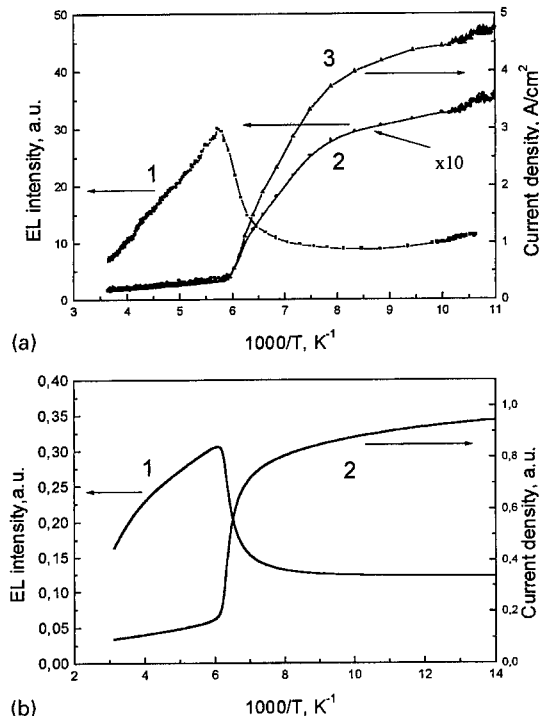 50
40
30
20
10
0
EL intensity, a.u.
5
4
3
2
1
0
Current density, A/cm²
1
2
3
x10
3 4 5 6 7 8 9 10 11
1000/T, K⁻¹
(a)
0,40
0,35
0,30
0,25
0,20
0,15
0,10
0,05
0,00
EL intensity,a.u.
1,0
0,8
0,6
0,4
0,2
0,0
Current density, a.u.
1
2
2 4 6 8 10 12 14
1000/T, K⁻¹
(b)